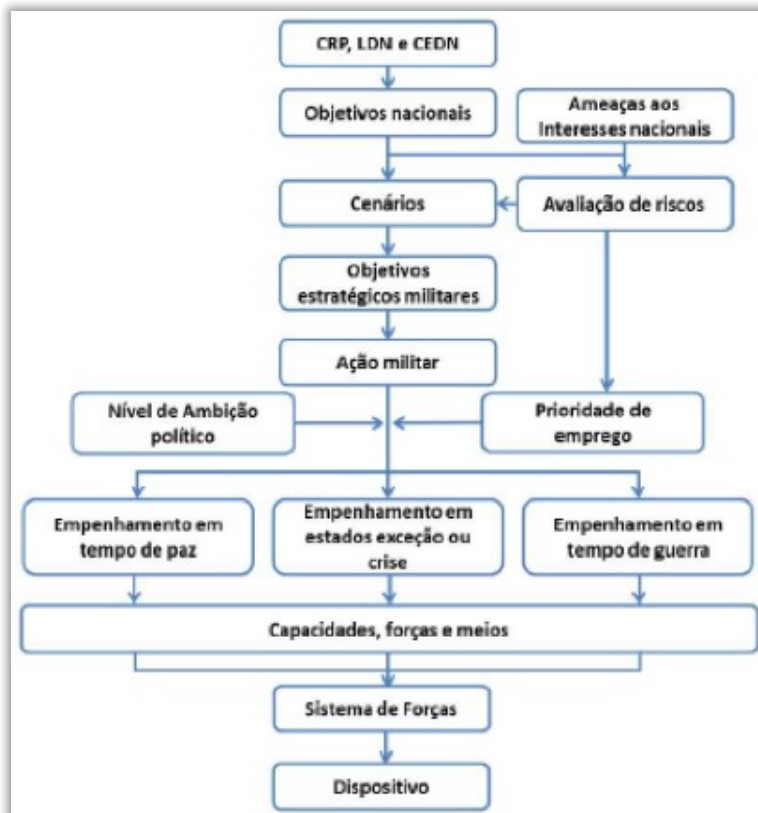 CRP, LDN e CEDN
Objetivos nacionais
Ameaças aos
Interesses nacionais
Cenários
Avaliação de riscos
Objetivos
estratégicos militares
Ação militar
Nível de Ambição
político
Prioridade de
emprego
Empenhamento em
tempo de paz
Empenhamento em
estados exceção ou
crise
Empenhamento em
tempo de guerra
Capacidades, forças e meios
Sistema de Forças
Dispositivo